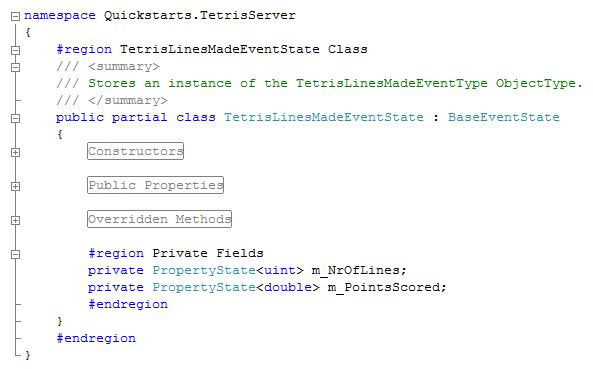 namespace Quickstarts.TetrisServer
{
#region TetrisLinesMadeEventState Class
/// <summary>
/// Stores an instance of the TetrisLinesMadeEventType ObjectType.
/// </summary>
public partial class TetrisLinesMadeEventState : BaseEventState
{
Constructors
Public Properties
Overridden Methods
#region Private Fields
private PropertyState<uint> m_NrOfLines;
private PropertyState<double> m_PointsScored;
#endregion
}
#endregion
}